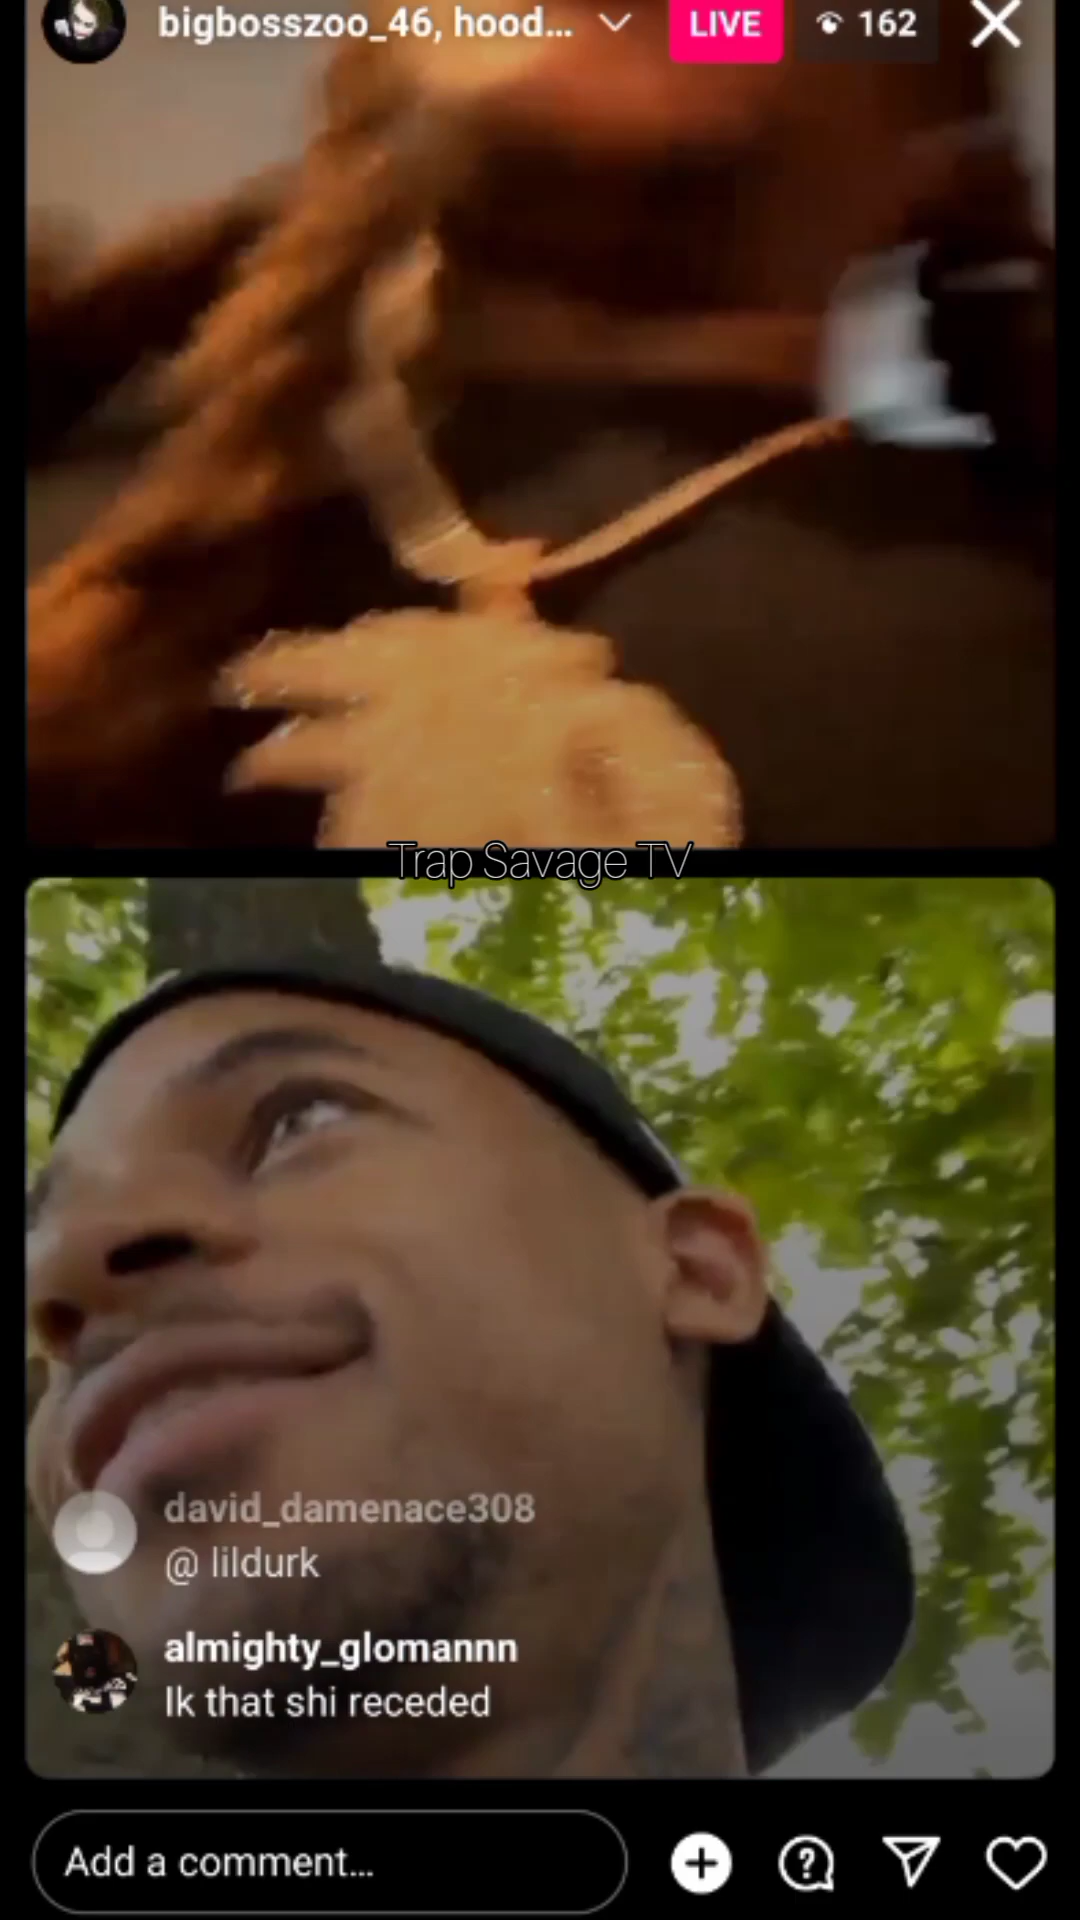 bigbosszoo_46, hood...
LIVE
162
Trap Savage TV
david_damenace308
@ lildurk
almighty_glomannn
Ik that shi receded
Add a comment...